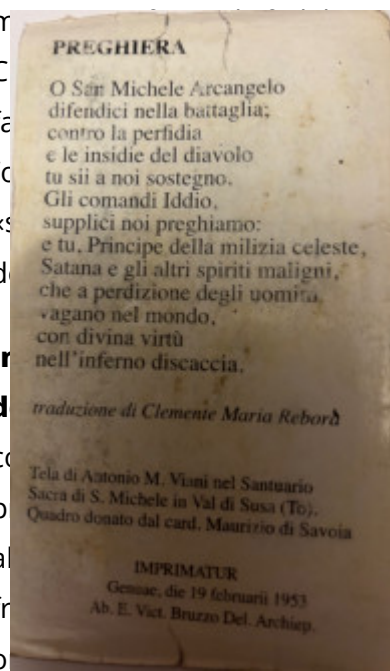 PREGHIERA
O San Michele Arcangelo
difendici nella battaglia;
contro la perfidia
e le insidie del diavolo
tu sii a noi sostegno.
Gli comandi Iddio,
supplici noi preghiamo:
e tu, Principe della milizia celeste,
Satana e gli altri spiriti maligni,
che a perdizione degli uomini
vagano nel mondo,
con divina virtù
nell'inferno discaccia.
traduzione di Clemente Maria Rebora
Tela di Antonio M. Viani nel Santuario
Sacra di S. Michele in Val di Susa (To).
Quadro donato dal card. Maurizio di Savoia
IMPRIMATUR
Genuae, die 19 februarii 1953
Ab. E. Vict. Bruzzo Del. Archiep.